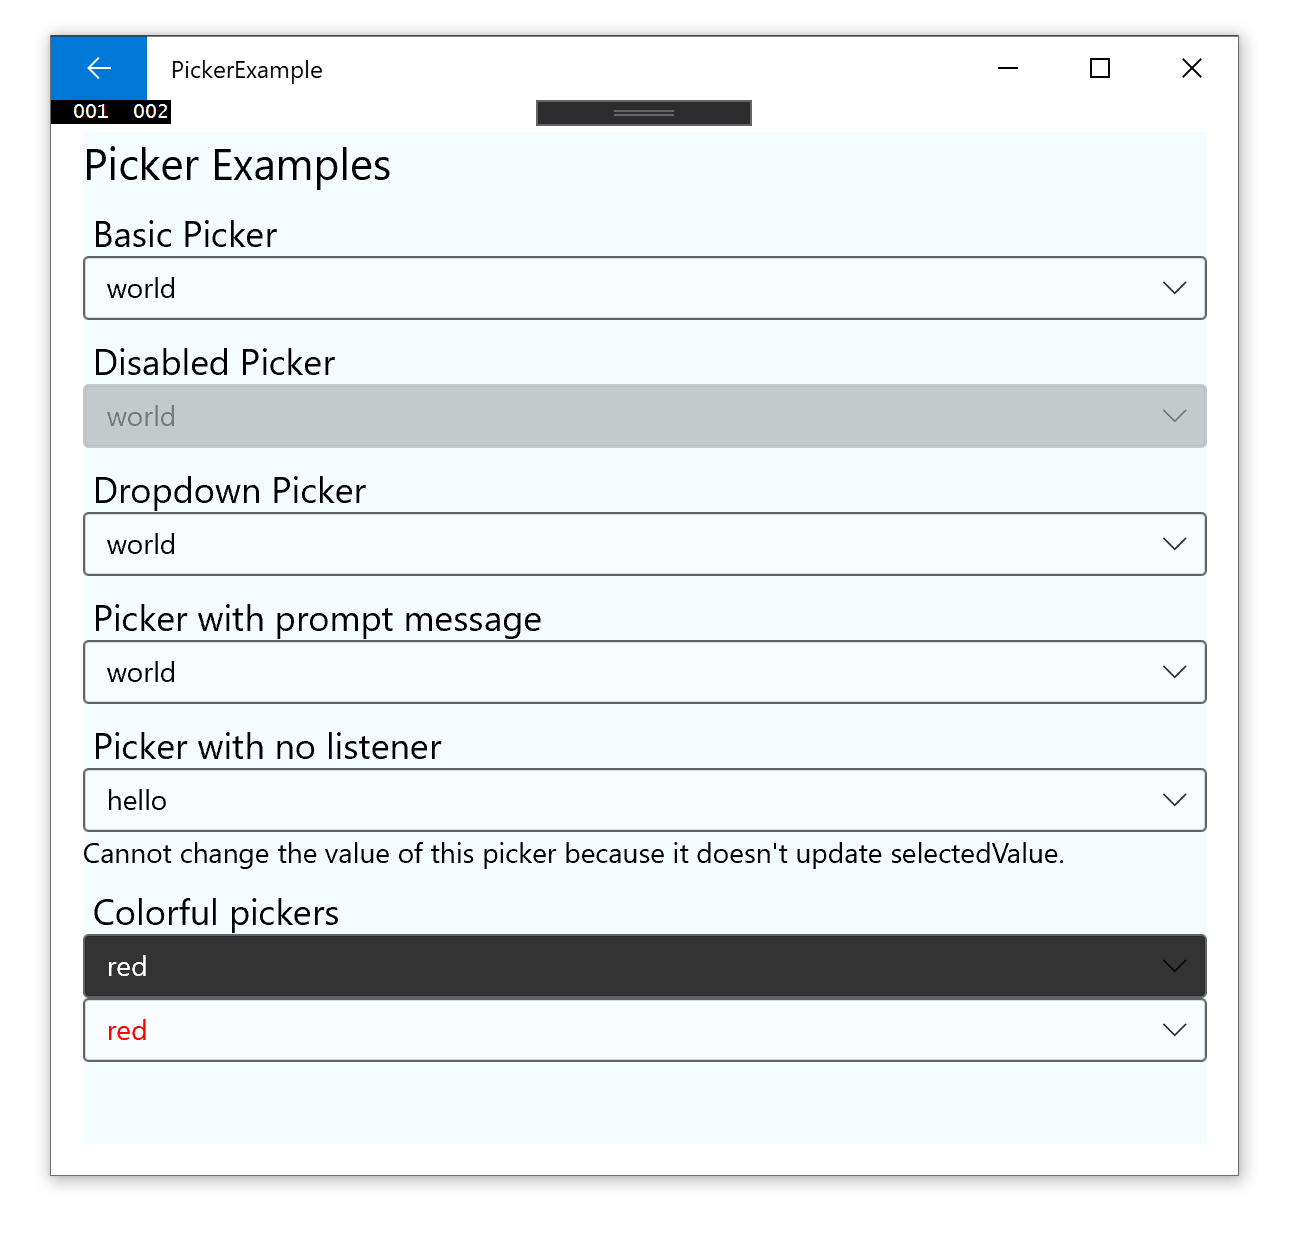 PickerExample
001 002
Picker Examples
Basic Picker
world
Disabled Picker
world
Dropdown Picker
world
Picker with prompt message
world
Picker with no listener
hello
Cannot change the value of this picker because it doesn't update selectedValue.
Colorful pickers
red
red